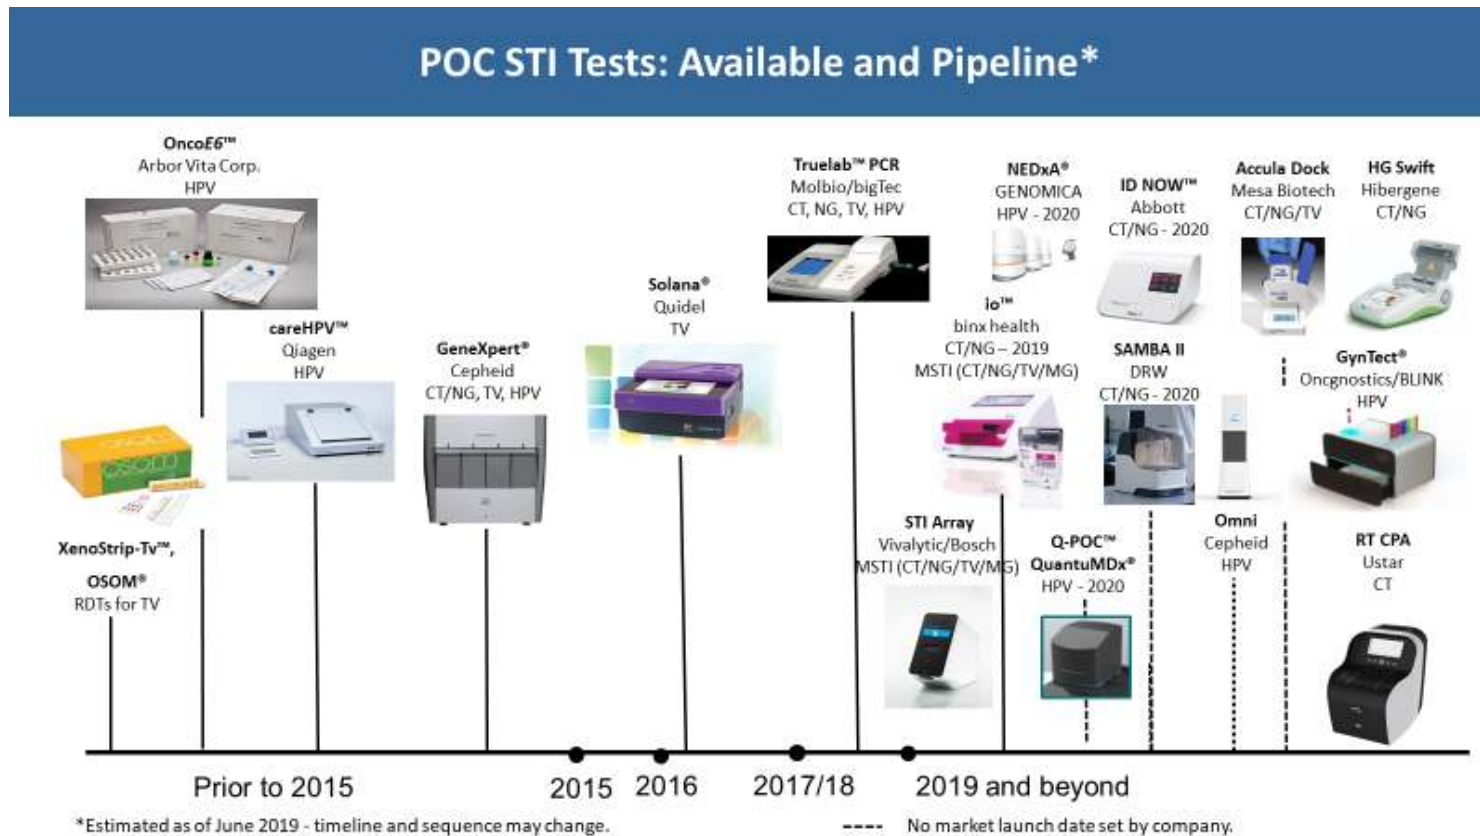 POC STI Tests: Available and Pipeline*
OncoE6™
Arbor Vita Corp.
HPV
careHPV™
Qiagen
HPV
OSOM
XenoStrip-Tv™,
OSOM®
RDTs for TV
GeneXpert®
Cepheid
CT/NG, TV, HPV
Solana®
Quidel
TV
Truelab™ PCR
Molbio/bigTec
CT, NG, TV, HPV
NEDxA®
GENOMICA
HPV - 2020
io™
binx health
CT/NG – 2019
MSTI (CT/NG/TV/MG)
STI Array
Vivalytic/Bosch
MSTI (CT/NG/TV/MG)
Q-POC™
QuantuMDx®
HPV - 2020
ID NOW™
Abbott
CT/NG - 2020
SAMBA II
DRW
CT/NG - 2020
Accula Dock
Mesa Biotech
CT/NG/TV
Omni
Cepheid
HPV
HG Swift
Hibergene
CT/NG
GynTect®
Oncgnostics/BLINK
HPV
RT CPA
Ustar
CT
Prior to 2015
2015
2016
2017/18
2019 and beyond
*Estimated as of June 2019 - timeline and sequence may change.
---- No market launch date set by company.